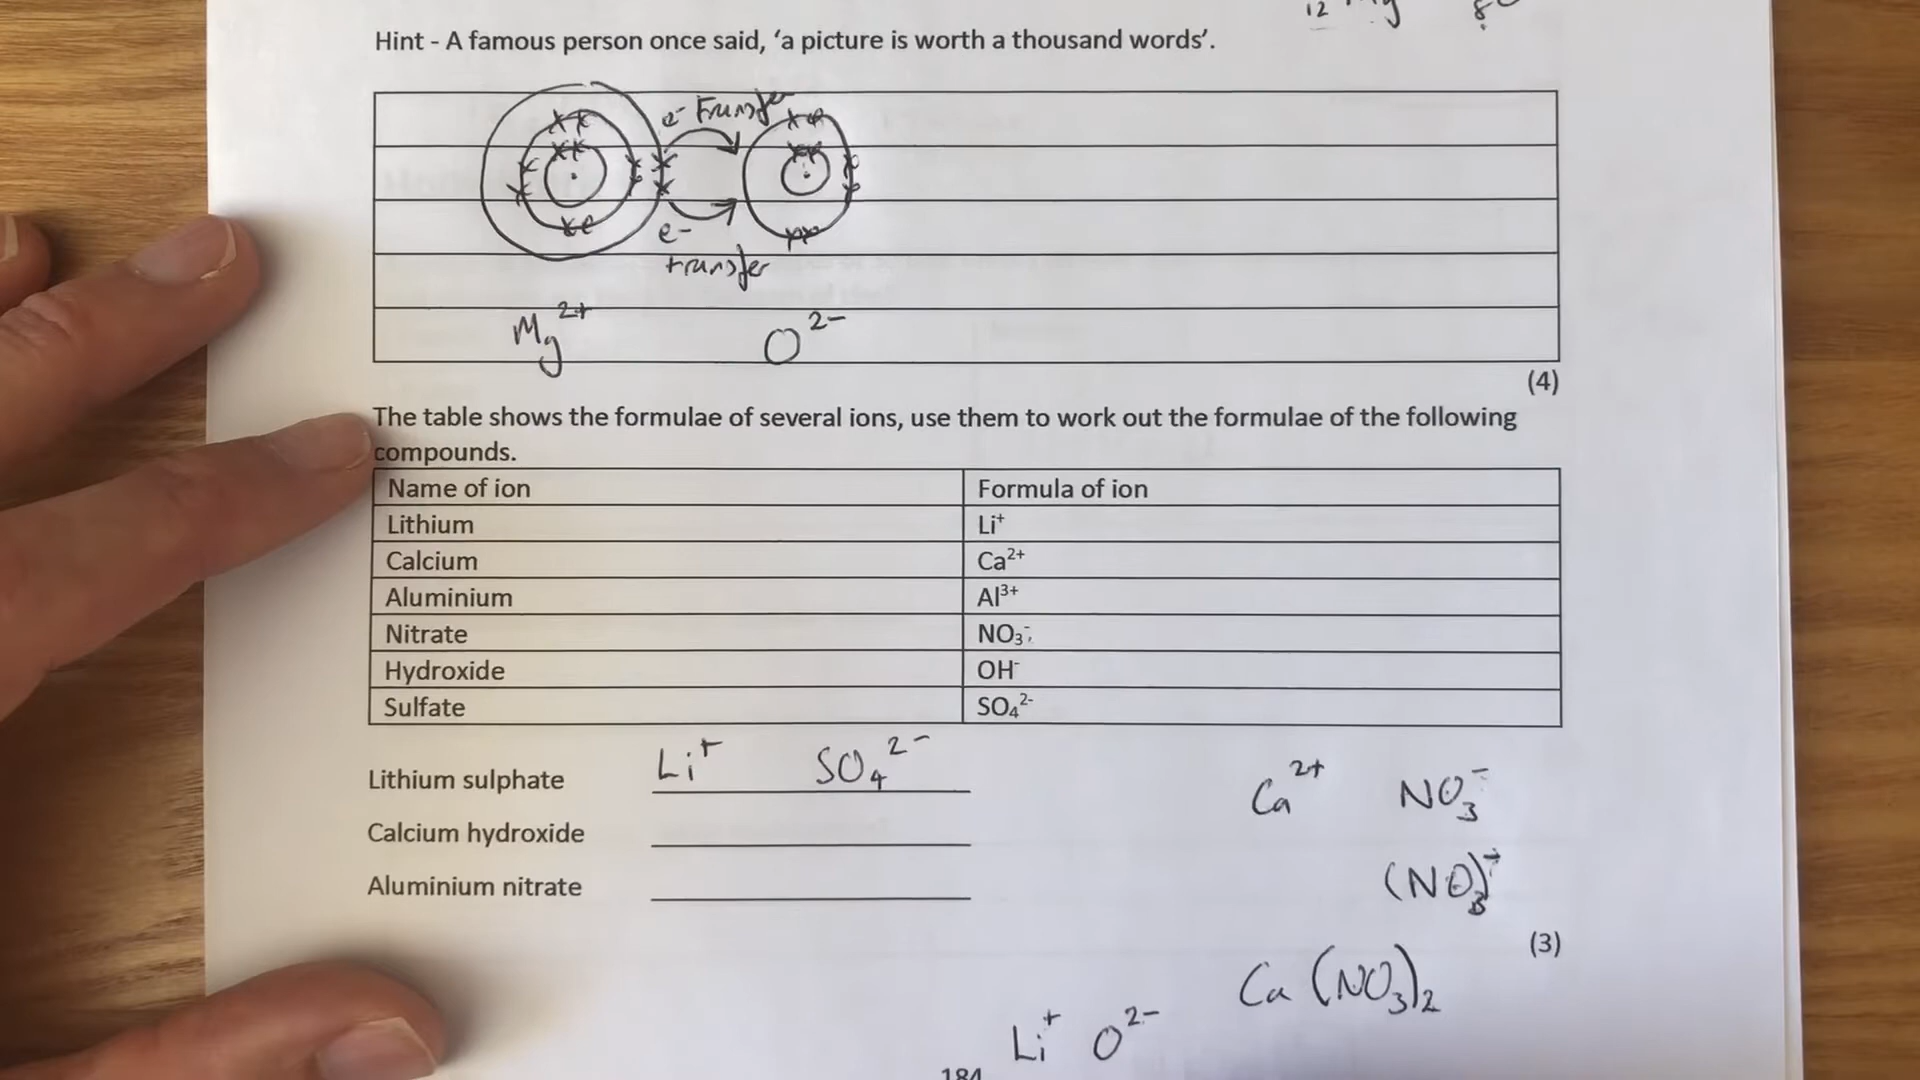 12 Mg 8
Hint - A famous person once said, ‘a picture is worth a thousand words’.
e- Transfer
e-
transfer
Mg²⁺ O²⁻
(4)
The table shows the formulae of several ions, use them to work out the formulae of the following
compounds.
Name of ion Formula of ion
Lithium Li⁺
Calcium Ca²⁺
Aluminium Al³⁺
Nitrate NO₃⁻
Hydroxide OH⁻
Sulfate SO₄²⁻
Lithium sulphate Li⁺ SO₄²⁻ Ca²⁺ NO₃⁻
Calcium hydroxide
Aluminium nitrate (NO₃)⁻
(3)
Ca (NO₃)₂
Li⁺ O²⁻
184